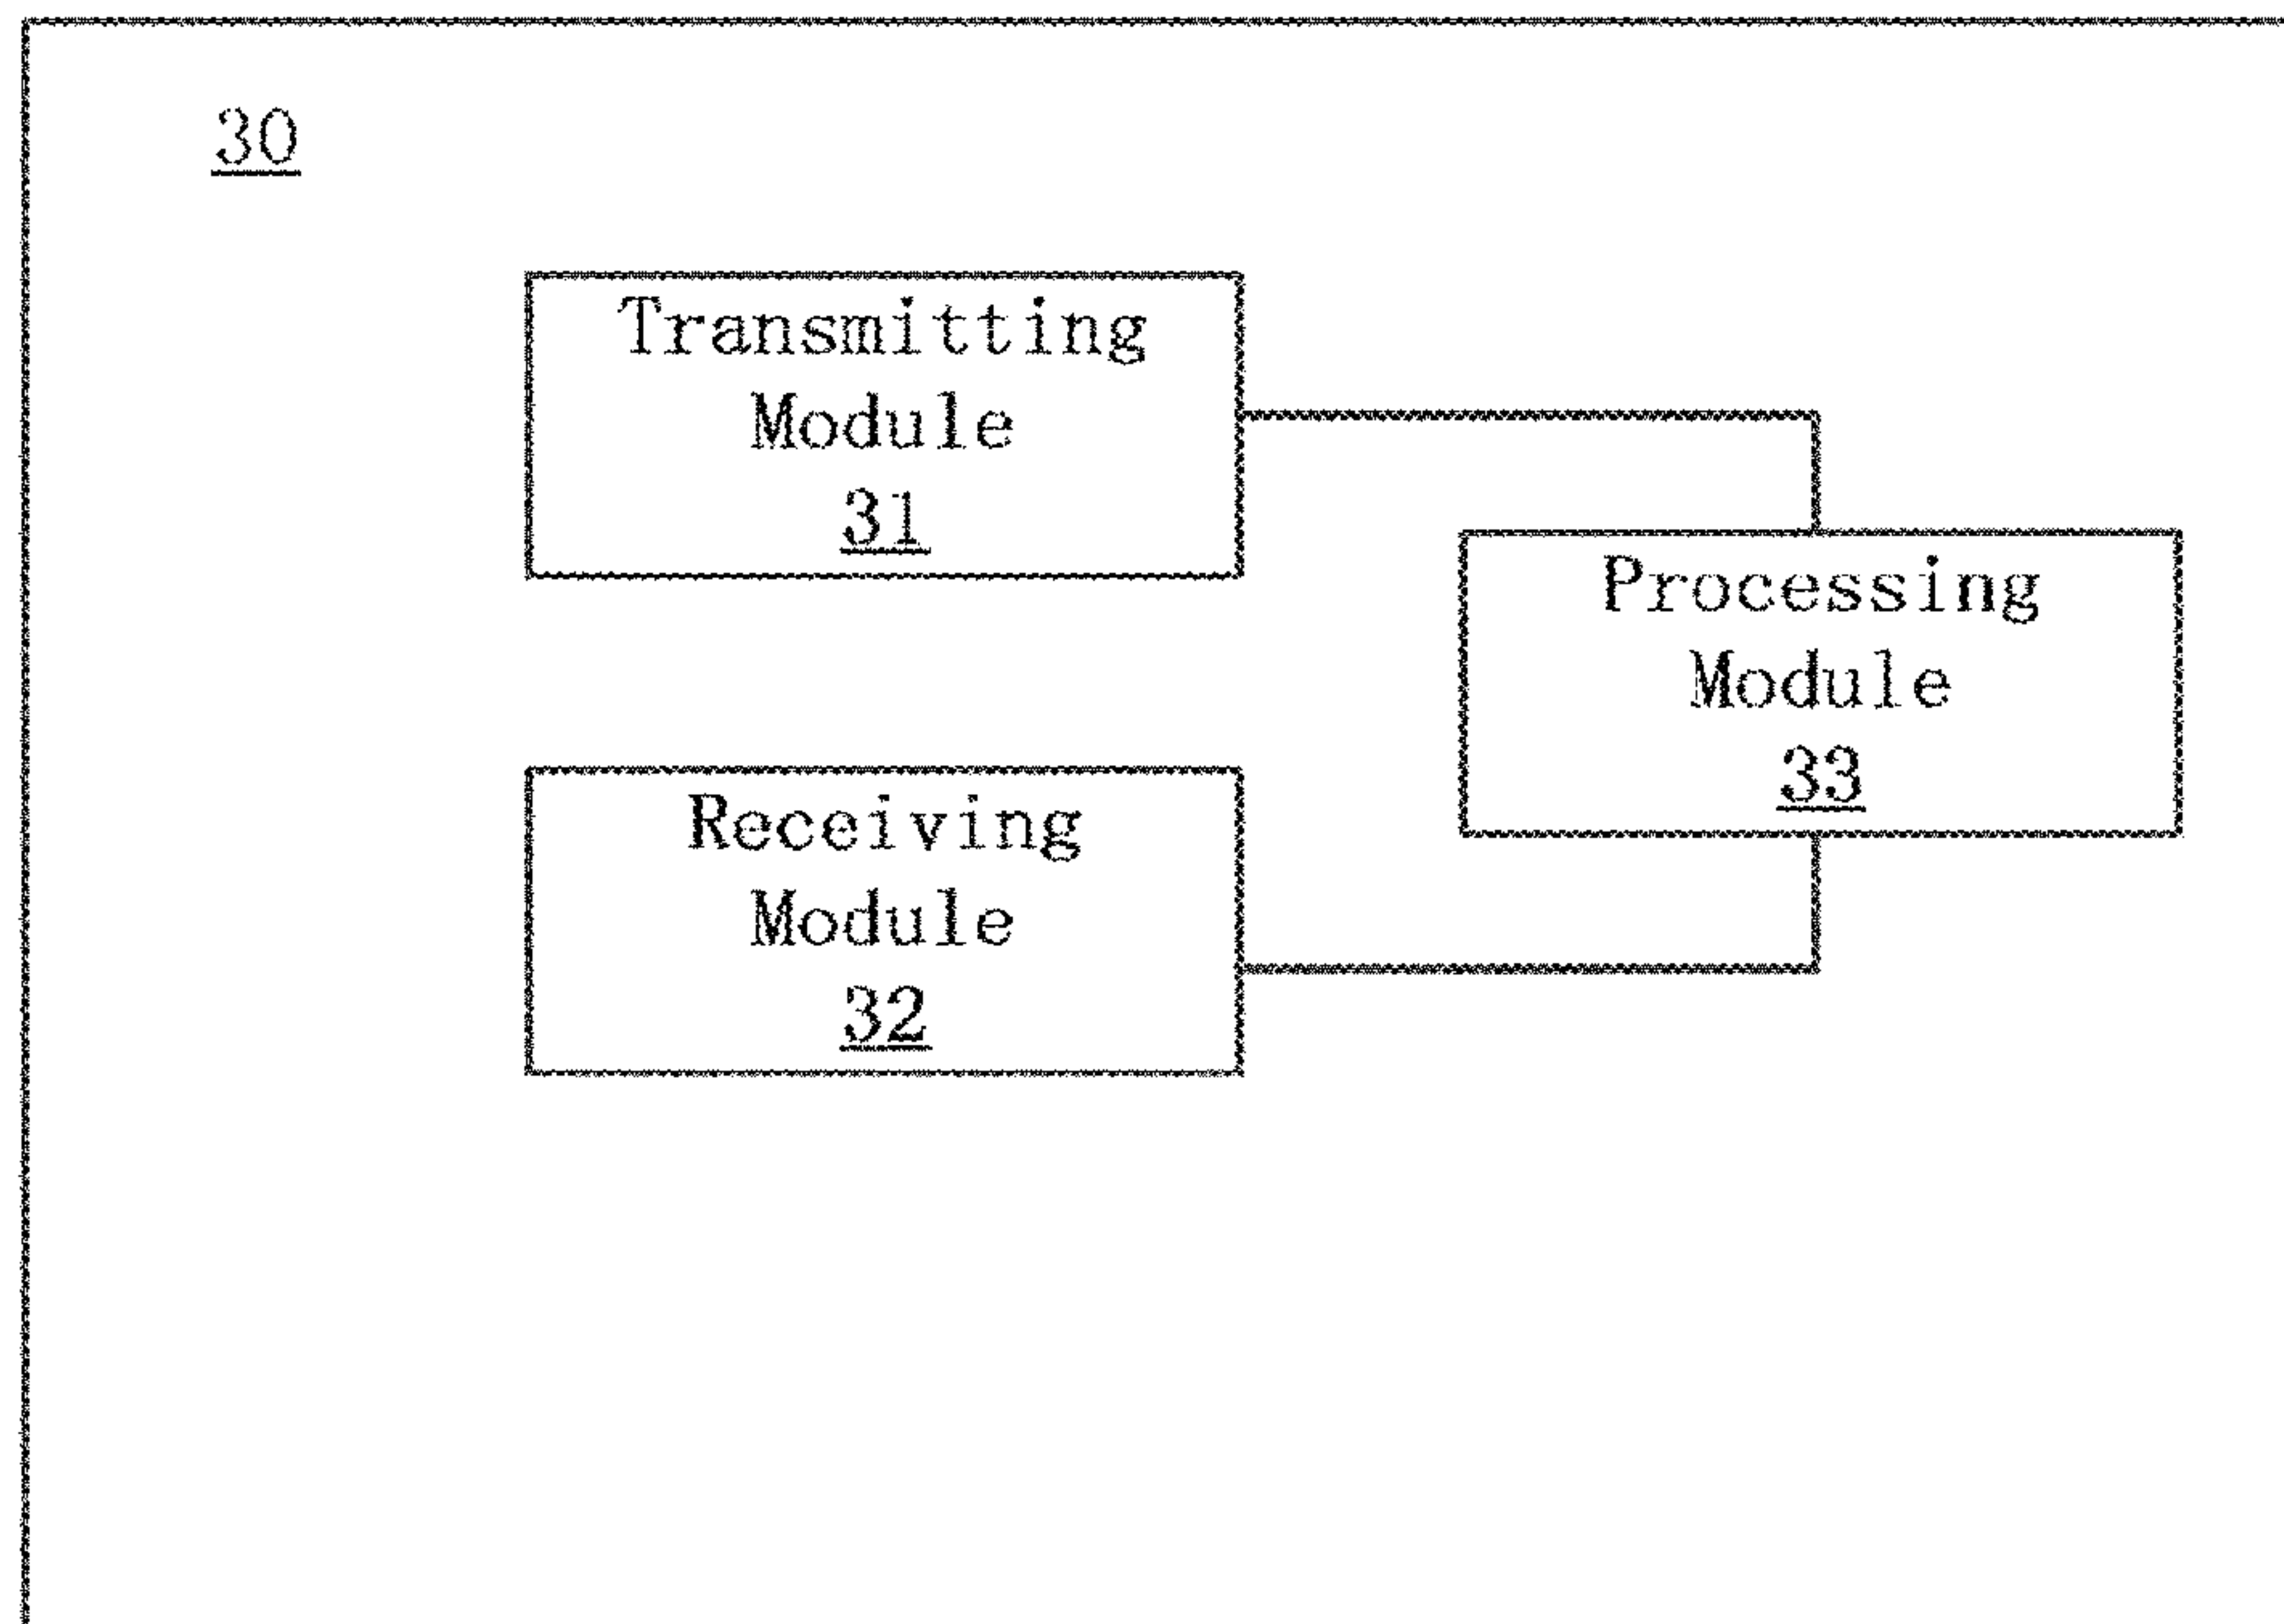 30
Transmitting
Module
31
Processing
Module
33
Receiving
Module
32